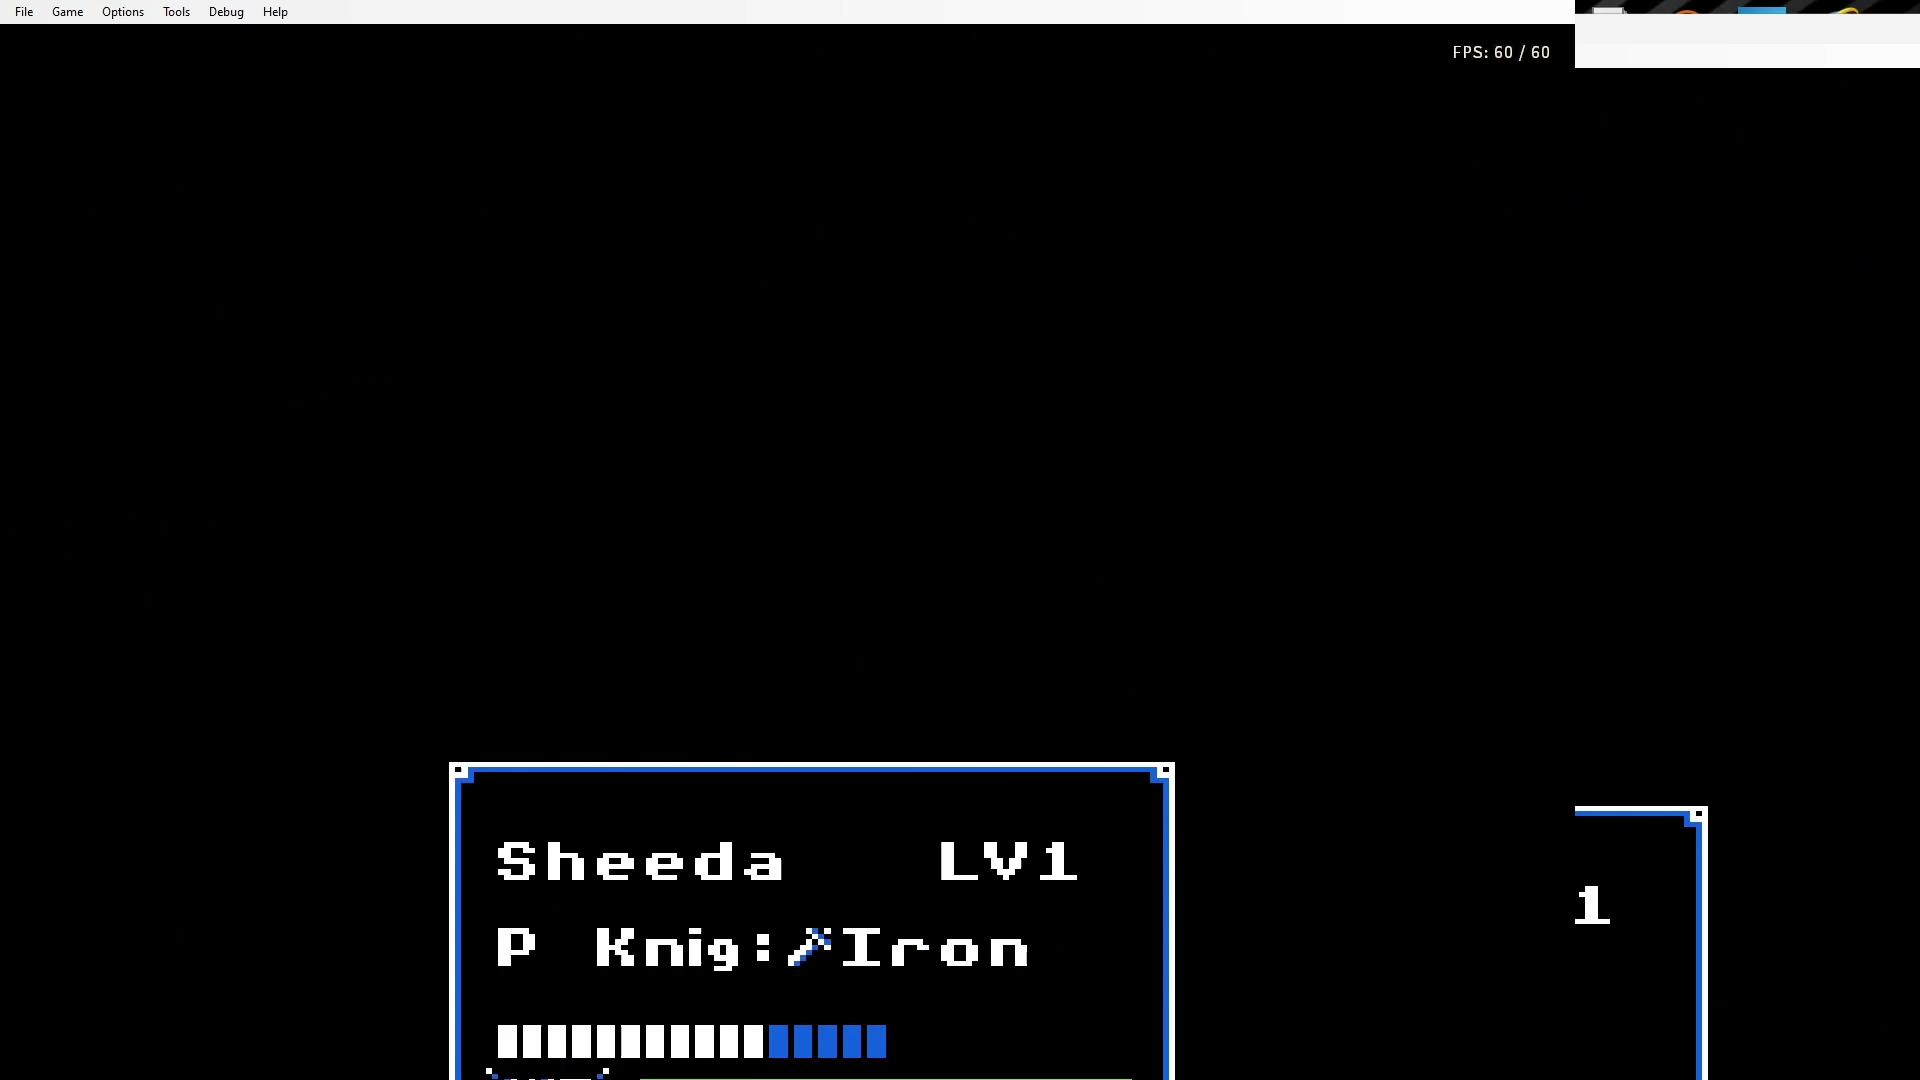 File Game Options Tools Debug Help
FPS: 60 / 60
Sheeda LV1
P Knig: Iron
1